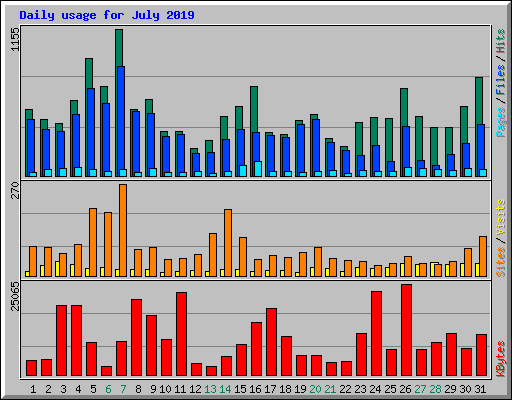 Daily usage for July 2019
1155
Pages / Files / Hits
270
Sites / Visits
25065
KBytes
1 2 3 4 5 6 7 8 9 10 11 12 13 14 15 16 17 18 19 20 21 22 23 24 25 26 27 28 29 30 31